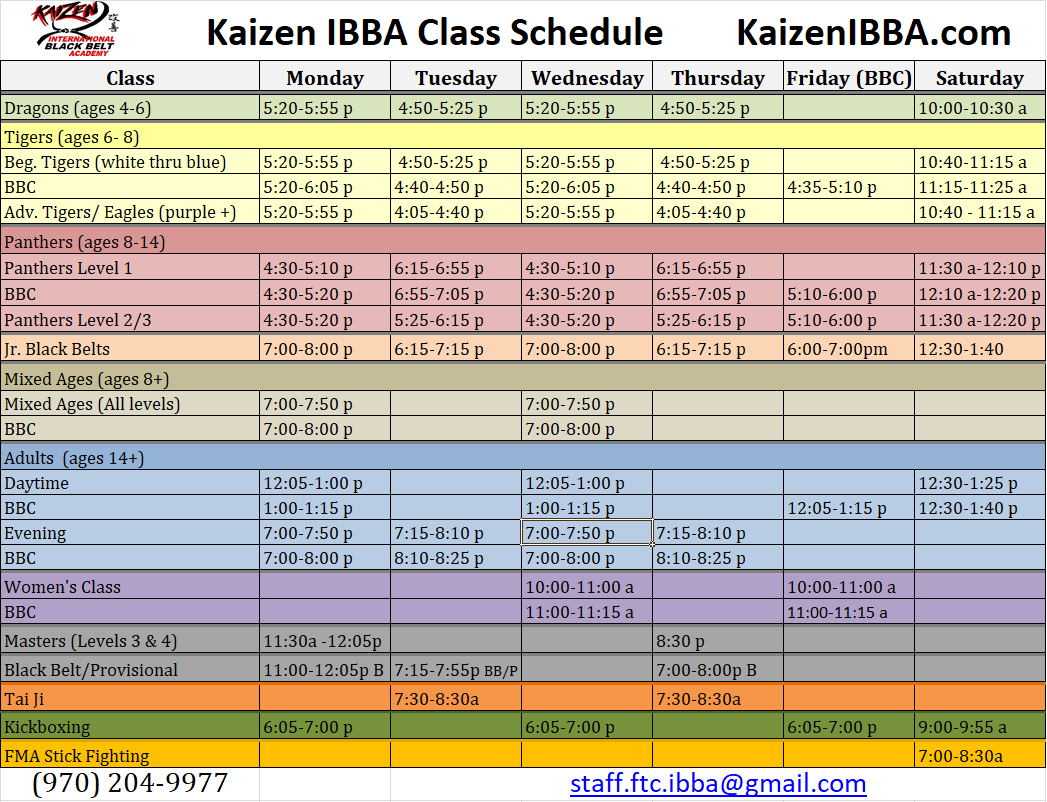 KAIZEN 改善
INTERNATIONAL
BLACK BELT
ACADEMY
Kaizen IBBA Class Schedule KaizenIBBA.com
Class Monday Tuesday Wednesday Thursday Friday (BBC) Saturday
Dragons (ages 4-6) 5:20-5:55 p 4:50-5:25 p 5:20-5:55 p 4:50-5:25 p 10:00-10:30 a
Tigers (ages 6- 8)
Beg. Tigers (white thru blue) 5:20-5:55 p 4:50-5:25 p 5:20-5:55 p 4:50-5:25 p 10:40-11:15 a
BBC 5:20-6:05 p 4:40-4:50 p 5:20-6:05 p 4:40-4:50 p 4:35-5:10 p 11:15-11:25 a
Adv. Tigers/ Eagles (purple +) 5:20-5:55 p 4:05-4:40 p 5:20-5:55 p 4:05-4:40 p 10:40 - 11:15 a
Panthers (ages 8-14)
Panthers Level 1 4:30-5:10 p 6:15-6:55 p 4:30-5:10 p 6:15-6:55 p 11:30 a-12:10 p
BBC 4:30-5:20 p 6:55-7:05 p 4:30-5:20 p 6:55-7:05 p 5:10-6:00 p 12:10 a-12:20 p
Panthers Level 2/3 4:30-5:20 p 5:25-6:15 p 4:30-5:20 p 5:25-6:15 p 5:10-6:00 p 11:30 a-12:20 p
Jr. Black Belts 7:00-8:00 p 6:15-7:15 p 7:00-8:00 p 6:15-7:15 p 6:00-7:00pm 12:30-1:40
Mixed Ages (ages 8+)
Mixed Ages (All levels) 7:00-7:50 p 7:00-7:50 p
BBC 7:00-8:00 p 7:00-8:00 p
Adults (ages 14+)
Daytime 12:05-1:00 p 12:05-1:00 p 12:30-1:25 p
BBC 1:00-1:15 p 1:00-1:15 p 12:05-1:15 p 12:30-1:40 p
Evening 7:00-7:50 p 7:15-8:10 p 7:00-7:50 p 7:15-8:10 p
BBC 7:00-8:00 p 8:10-8:25 p 7:00-8:00 p 8:10-8:25 p
Women's Class 10:00-11:00 a 10:00-11:00 a
BBC 11:00-11:15 a 11:00-11:15 a
Masters (Levels 3 & 4) 11:30a -12:05p 8:30 p
Black Belt/Provisional 11:00-12:05p B 7:15-7:55p BB/P 7:00-8:00p B
Tai Ji 7:30-8:30a 7:30-8:30a
Kickboxing 6:05-7:00 p 6:05-7:00 p 6:05-7:00 p 9:00-9:55 a
FMA Stick Fighting 7:00-8:30a
(970) 204-9977 staff.ftc.ibba@gmail.com